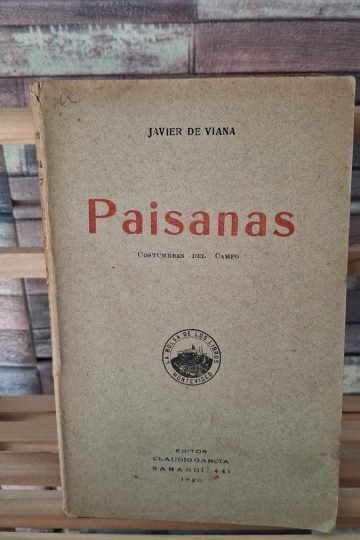 JAVIER DE VIANA
Paisanas
COSTUMBRES DEL CAMPO
LA BOLSA DE LOS LIBROS
MONTEVIDEO
EDITOR
CLAUDIO GARCIA
SARANDÍ, 441
1920